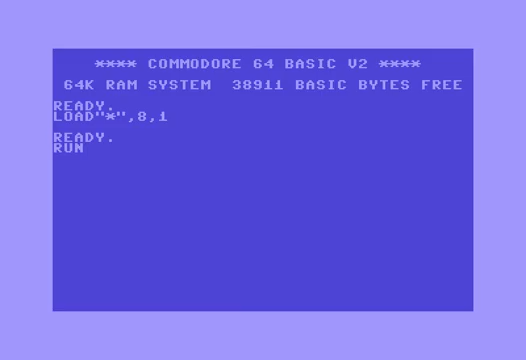 **** COMMODORE 64 BASIC V2 ****
64K RAM SYSTEM  38911 BASIC BYTES FREE
READY.
LOAD"*",8,1
READY.
RUN